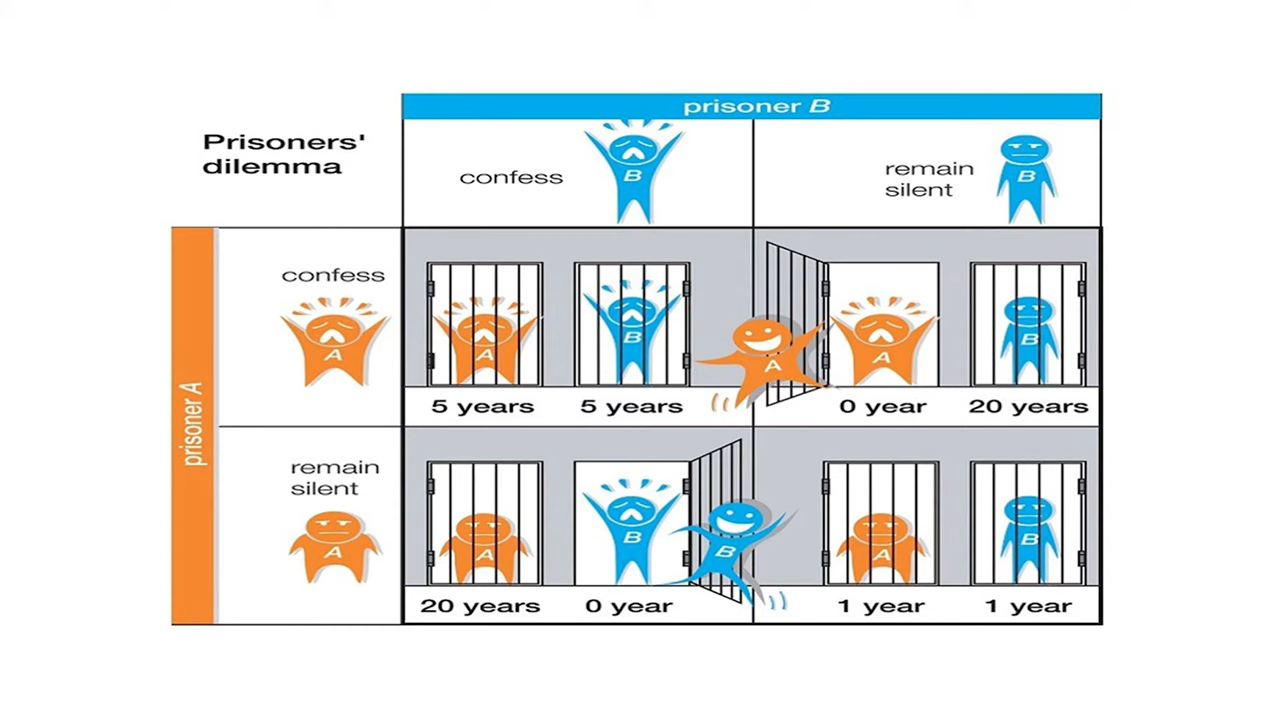 prisoner B
Prisoners'
dilemma
confess
B
remain
silent
B
prisoner A
confess
A
A
B
A
A
B
5 years
5 years
0 year
20 years
remain
silent
A
A
B
B
A
B
20 years
0 year
1 year
1 year